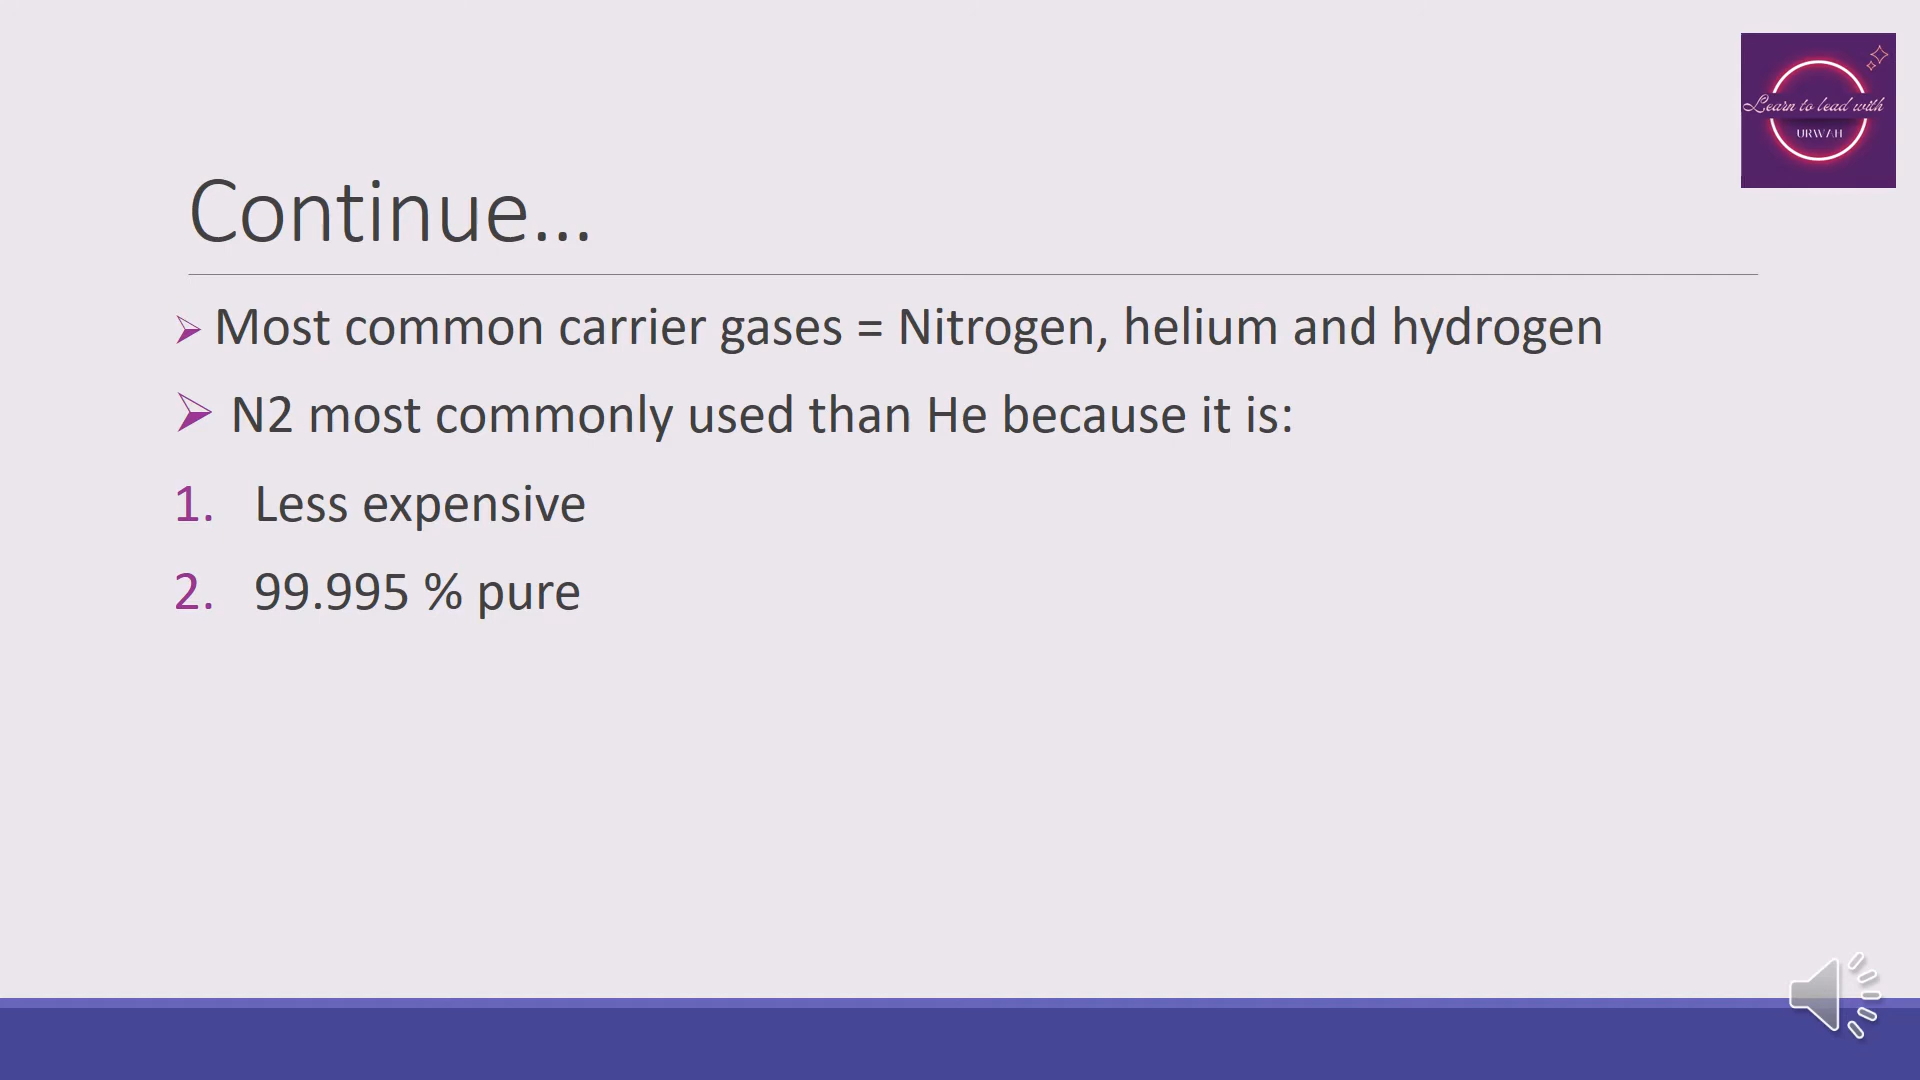 Learn to lead with
URWAH
Continue...
➢ Most common carrier gases = Nitrogen, helium and hydrogen
➢ N2 most commonly used than He because it is:
1. Less expensive
2. 99.995 % pure